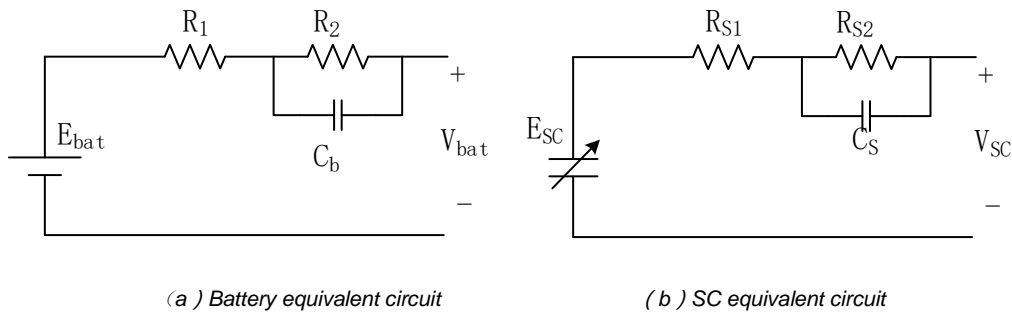 R1
R2
+
Ebat
Cb
Vbat
−
(a) Battery equivalent circuit
RS1
RS2
+
ESC
CS
VSC
−
(b) SC equivalent circuit